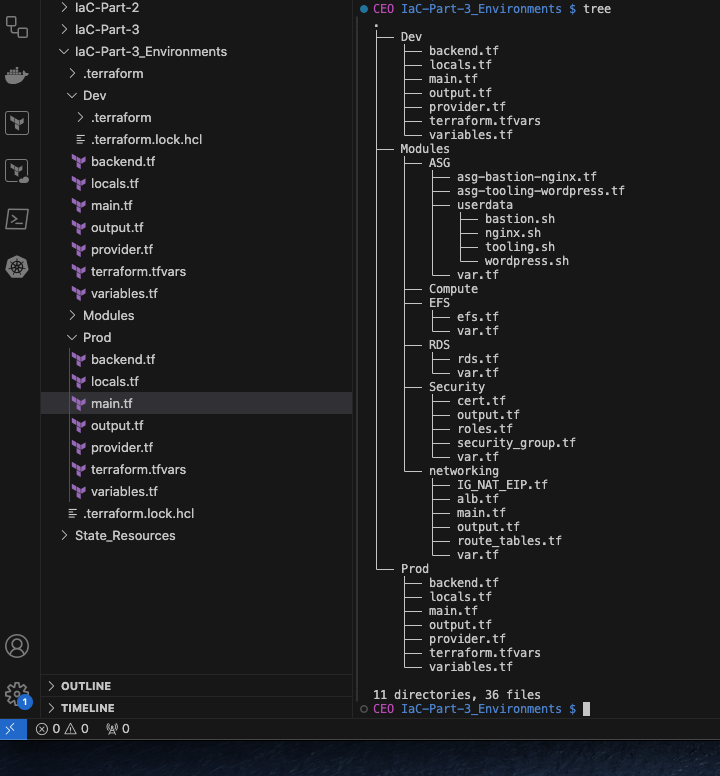 IaC-Part-2
IaC-Part-3
IaC-Part-3_Environments
.terraform
Dev
.terraform
.terraform.lock.hcl
backend.tf
locals.tf
main.tf
output.tf
provider.tf
terraform.tfvars
variables.tf
Modules
Prod
backend.tf
locals.tf
main.tf
output.tf
provider.tf
terraform.tfvars
variables.tf
.terraform.lock.hcl
State_Resources
OUTLINE
TIMELINE
1
0 0 0
CEO IaC-Part-3_Environments $ tree
.
├── Dev
│   ├── backend.tf
│   ├── locals.tf
│   ├── main.tf
│   ├── output.tf
│   ├── provider.tf
│   ├── terraform.tfvars
│   └── variables.tf
├── Modules
│   ├── ASG
│   │   ├── asg-bastion-nginx.tf
│   │   ├── asg-tooling-wordpress.tf
│   │   ├── userdata
│   │   │   ├── bastion.sh
│   │   │   ├── nginx.sh
│   │   │   ├── tooling.sh
│   │   │   └── wordpress.sh
│   │   └── var.tf
│   ├── Compute
│   ├── EFS
│   │   ├── efs.tf
│   │   └── var.tf
│   ├── RDS
│   │   ├── rds.tf
│   │   └── var.tf
│   ├── Security
│   │   ├── cert.tf
│   │   ├── output.tf
│   │   ├── roles.tf
│   │   ├── security_group.tf
│   │   └── var.tf
│   └── networking
│       ├── IG_NAT_EIP.tf
│       ├── alb.tf
│       ├── main.tf
│       ├── output.tf
│       ├── route_tables.tf
│       └── var.tf
└── Prod
    ├── backend.tf
    ├── locals.tf
    ├── main.tf
    ├── output.tf
    ├── provider.tf
    ├── terraform.tfvars
    └── variables.tf
11 directories, 36 files
CEO IaC-Part-3_Environments $